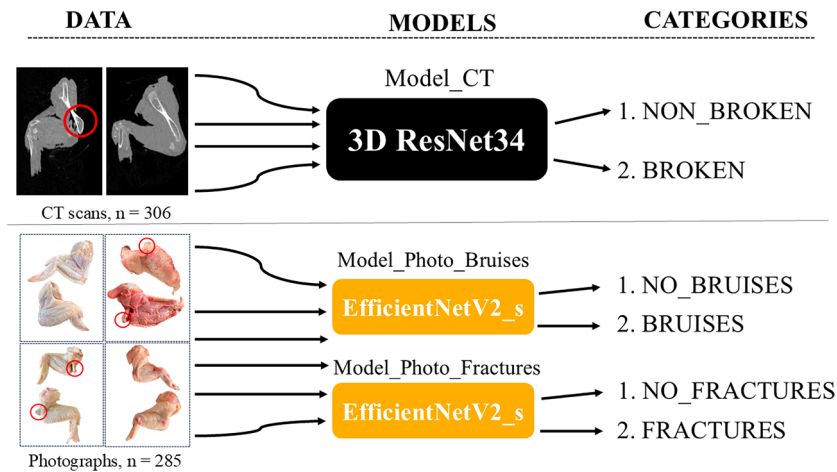 DATA
MODELS
CATEGORIES
Model_CT
3D ResNet34
1. NON_BROKEN
2. BROKEN
CT scans, n = 306
Model_Photo_Bruises
EfficientNetV2_s
1. NO_BRUISES
2. BRUISES
Model_Photo_Fractures
EfficientNetV2_s
1. NO_FRACTURES
2. FRACTURES
Photographs, n = 285